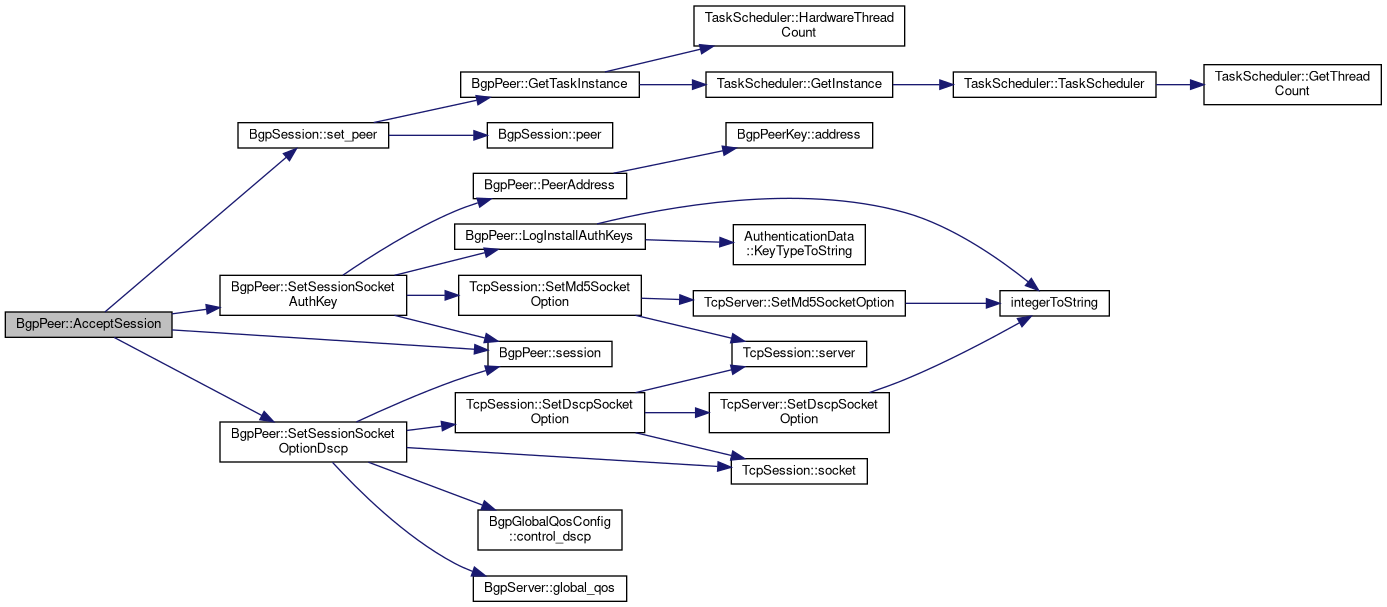 TaskScheduler::HardwareThread
Count
BgpPeer::GetTaskInstance
TaskScheduler::GetInstance
TaskScheduler::TaskScheduler
TaskScheduler::GetThread
Count
BgpSession::set_peer
BgpSession::peer
BgpPeerKey::address
BgpPeer::PeerAddress
BgpPeer::LogInstallAuthKeys
AuthenticationData
::KeyTypeToString
BgpPeer::SetSessionSocket
AuthKey
TcpSession::SetMd5Socket
Option
TcpServer::SetMd5SocketOption
integerToString
BgpPeer::AcceptSession
BgpPeer::session
TcpSession::server
TcpSession::SetDscpSocket
Option
TcpServer::SetDscpSocket
Option
BgpPeer::SetSessionSocket
OptionDscp
TcpSession::socket
BgpGlobalQosConfig
::control_dscp
BgpServer::global_qos